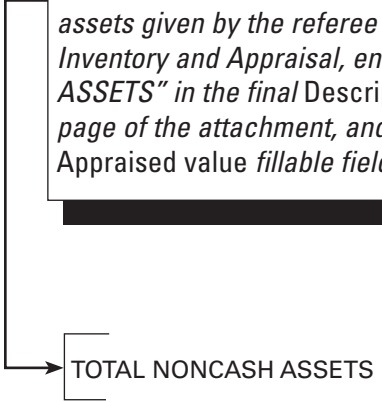 assets given by the referee
Inventory and Appraisal, en
ASSETS” in the final Descri
page of the attachment, and
Appraised value fillable field
TOTAL NONCASH ASSETS